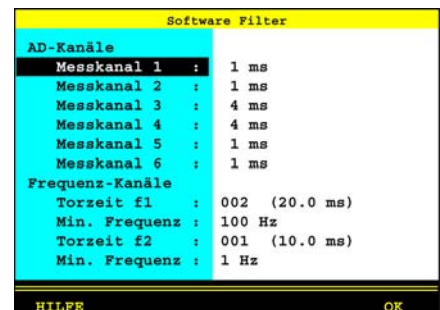 Software Filter
AD-Kanäle
Messkanal 1 : 1 ms
Messkanal 2 : 1 ms
Messkanal 3 : 4 ms
Messkanal 4 : 4 ms
Messkanal 5 : 1 ms
Messkanal 6 : 1 ms
Frequenz-Kanäle
Torzeit f1 : 002 (20.0 ms)
Min. Frequenz : 100 Hz
Torzeit f2 : 001 (10.0 ms)
Min. Frequenz : 1 Hz
HILFE OK